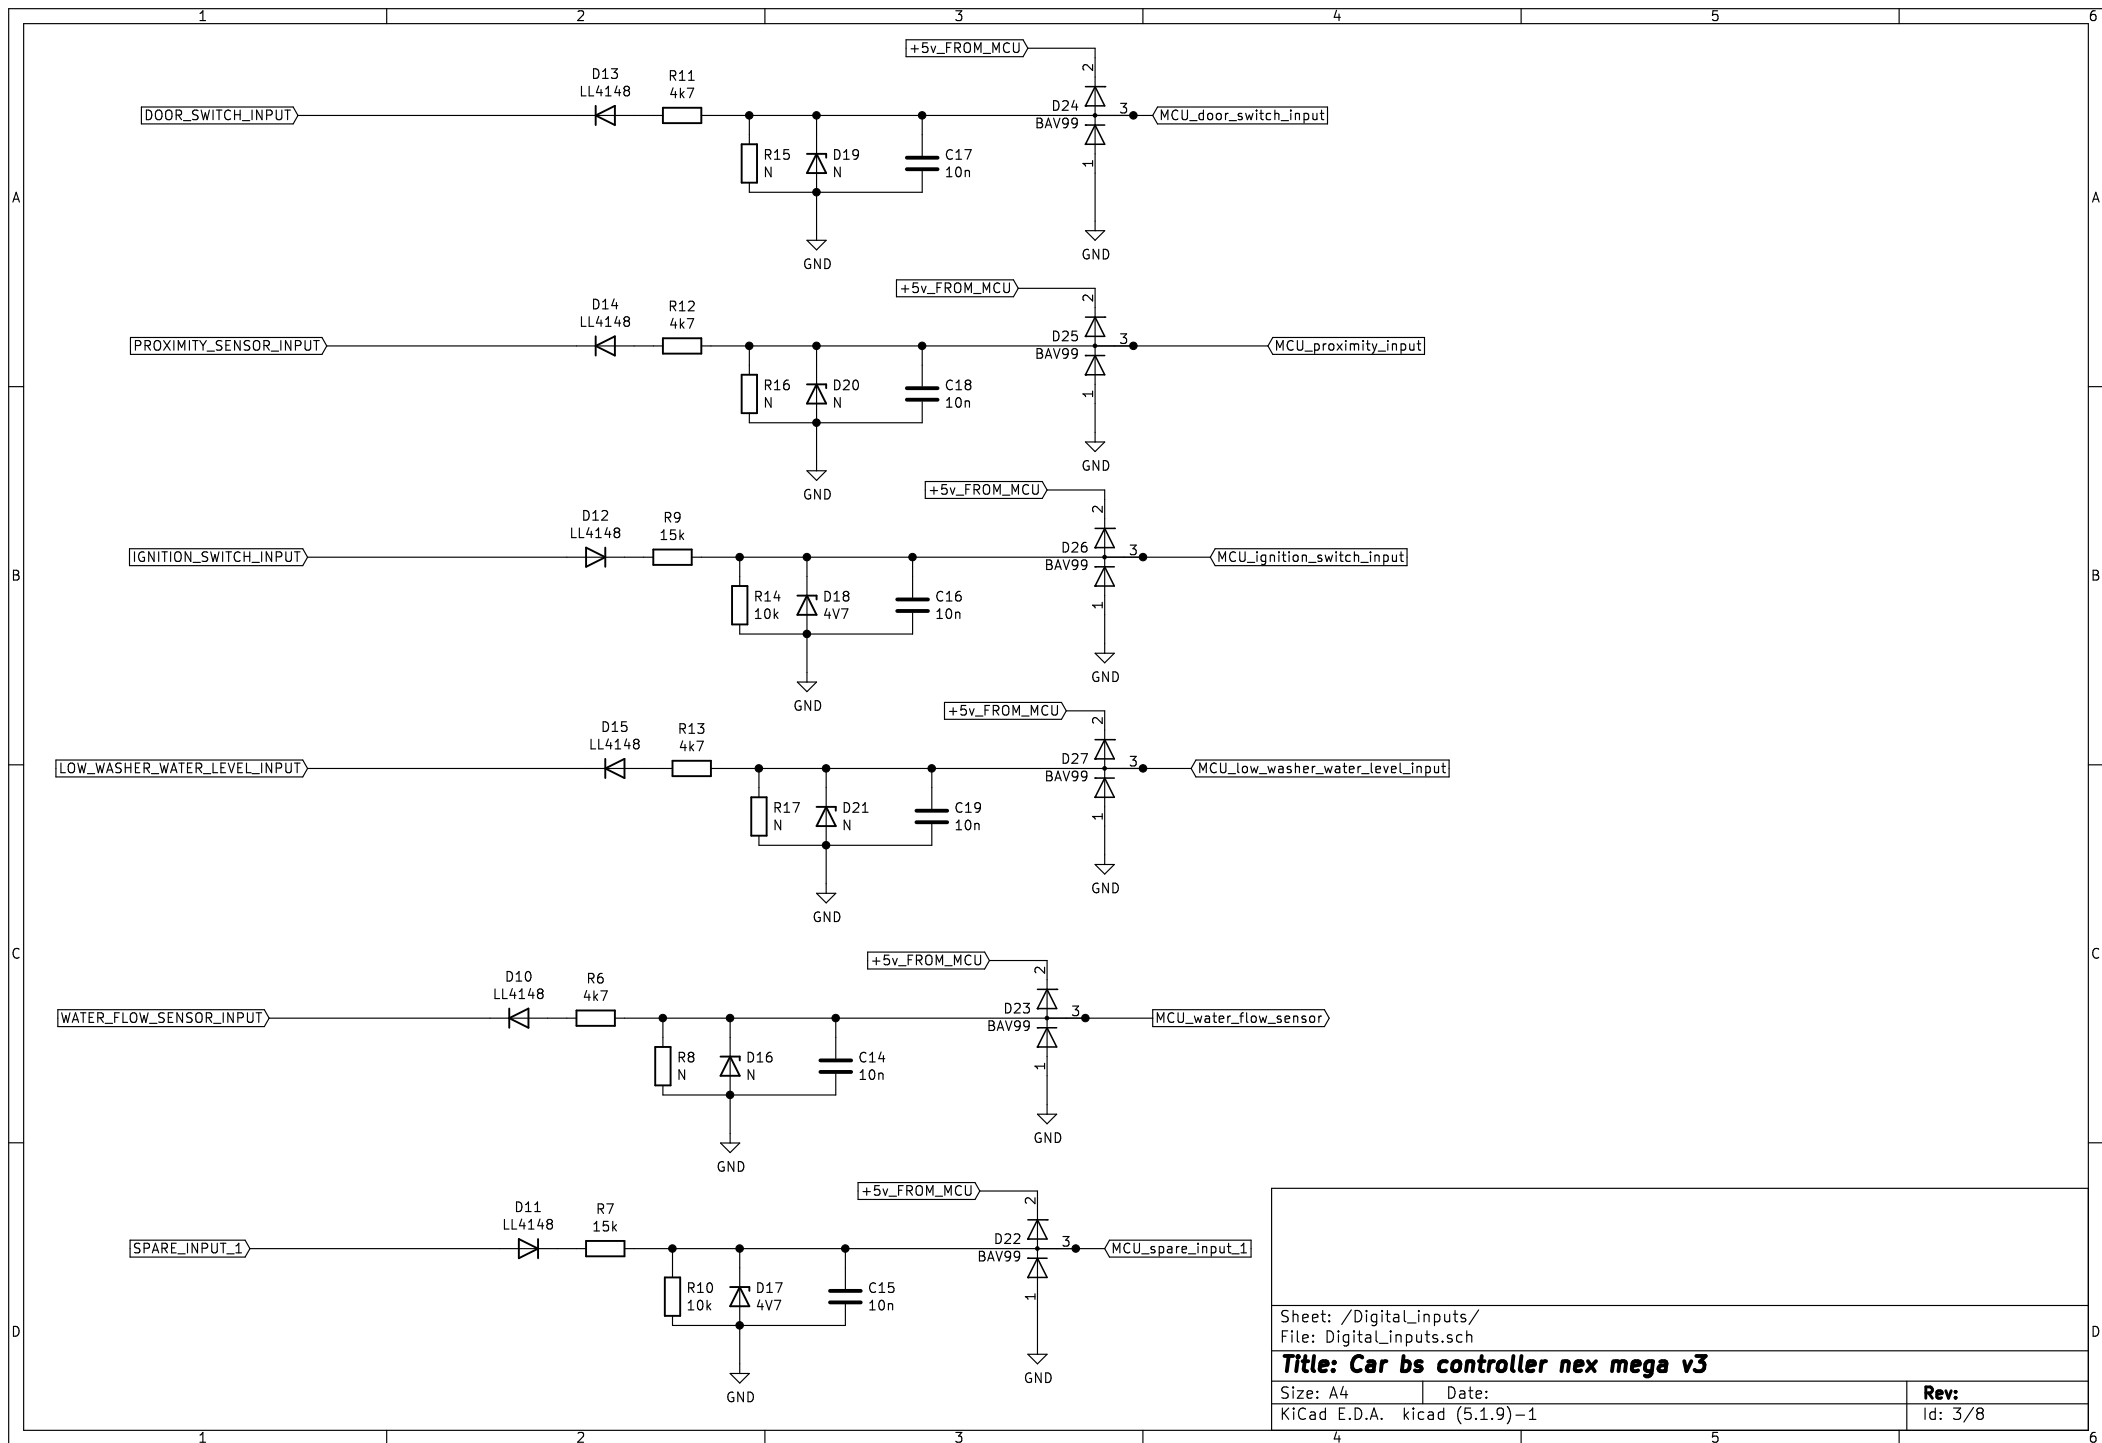 1 2 3 4 5 6
A
B
C
D
+5v_FROM_MCU
DOOR_SWITCH_INPUT
D13
LL4148
R11
4k7
R15
N
D19
N
C17
10n
GND
D24
BAV99
2
3
1
GND
MCU_door_switch_input
+5v_FROM_MCU
PROXIMITY_SENSOR_INPUT
D14
LL4148
R12
4k7
R16
N
D20
N
C18
10n
GND
D25
BAV99
2
3
1
GND
MCU_proximity_input
+5v_FROM_MCU
IGNITION_SWITCH_INPUT
D12
LL4148
R9
15k
R14
10k
D18
4V7
C16
10n
GND
D26
BAV99
2
3
1
GND
MCU_ignition_switch_input
+5v_FROM_MCU
LOW_WASHER_WATER_LEVEL_INPUT
D15
LL4148
R13
4k7
R17
N
D21
N
C19
10n
GND
D27
BAV99
2
3
1
GND
MCU_low_washer_water_level_input
+5v_FROM_MCU
WATER_FLOW_SENSOR_INPUT
D10
LL4148
R6
4k7
R8
N
D16
N
C14
10n
GND
D23
BAV99
2
3
1
GND
MCU_water_flow_sensor
+5v_FROM_MCU
SPARE_INPUT_1
D11
LL4148
R7
15k
R10
10k
D17
4V7
C15
10n
GND
D22
BAV99
2
3
1
GND
MCU_spare_input_1
A
B
C
D
Sheet: /Digital_inputs/
File: Digital_inputs.sch
Title: Car bs controller nex mega v3
Size: A4 Date: Rev:
KiCad E.D.A. kicad (5.1.9)-1 Id: 3/8
1 2 3 4 5 6